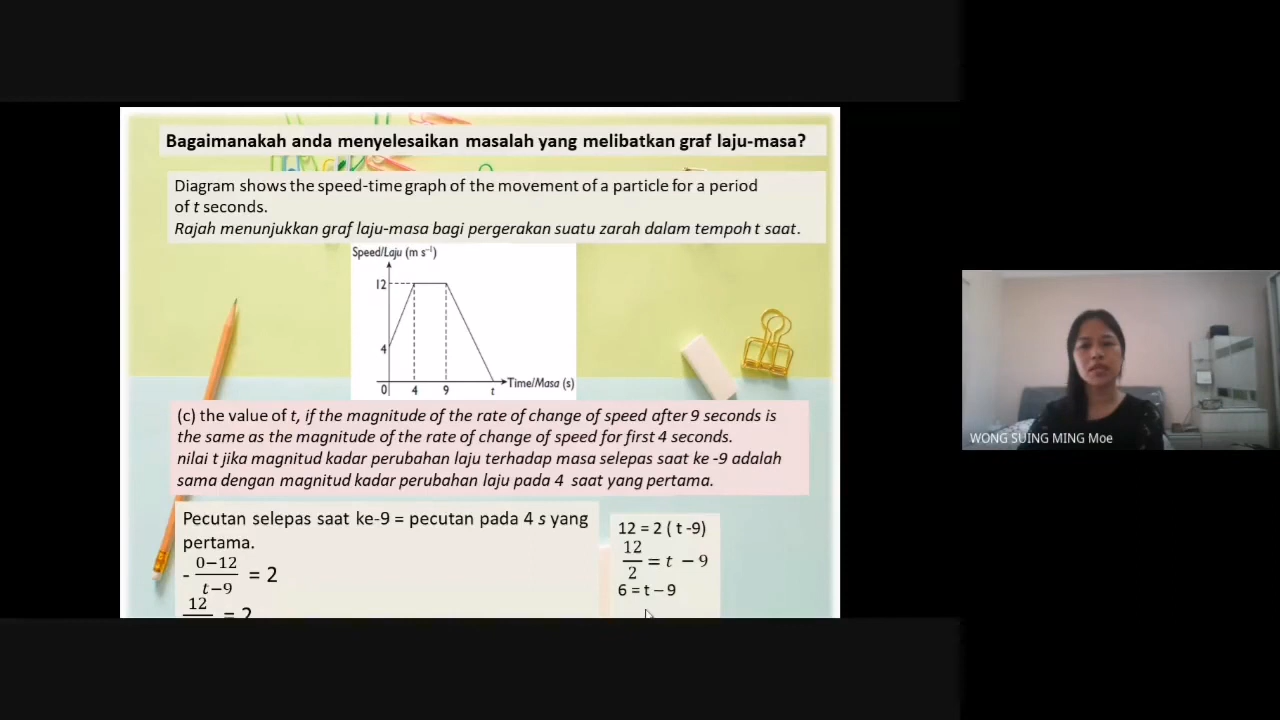 Bagaimanakah anda menyelesaikan masalah yang melibatkan graf laju-masa?
Diagram shows the speed-time graph of the movement of a particle for a period
of t seconds.
Rajah menunjukkan graf laju-masa bagi pergerakan suatu zarah dalam tempoh t saat.
Speed/Laju (m s⁻¹)
12
4
0 4 9 t Time/Masa (s)
(c) the value of t, if the magnitude of the rate of change of speed after 9 seconds is
the same as the magnitude of the rate of change of speed for first 4 seconds.
nilai t jika magnitud kadar perubahan laju terhadap masa selepas saat ke -9 adalah
sama dengan magnitud kadar perubahan laju pada 4 saat yang pertama.
Pecutan selepas saat ke-9 = pecutan pada 4 s yang
pertama.
- 0−12
t−9 = 2
12
= 2
12 = 2 ( t -9)
12
2 = t − 9
6 = t – 9
WONG SUING MING Moe